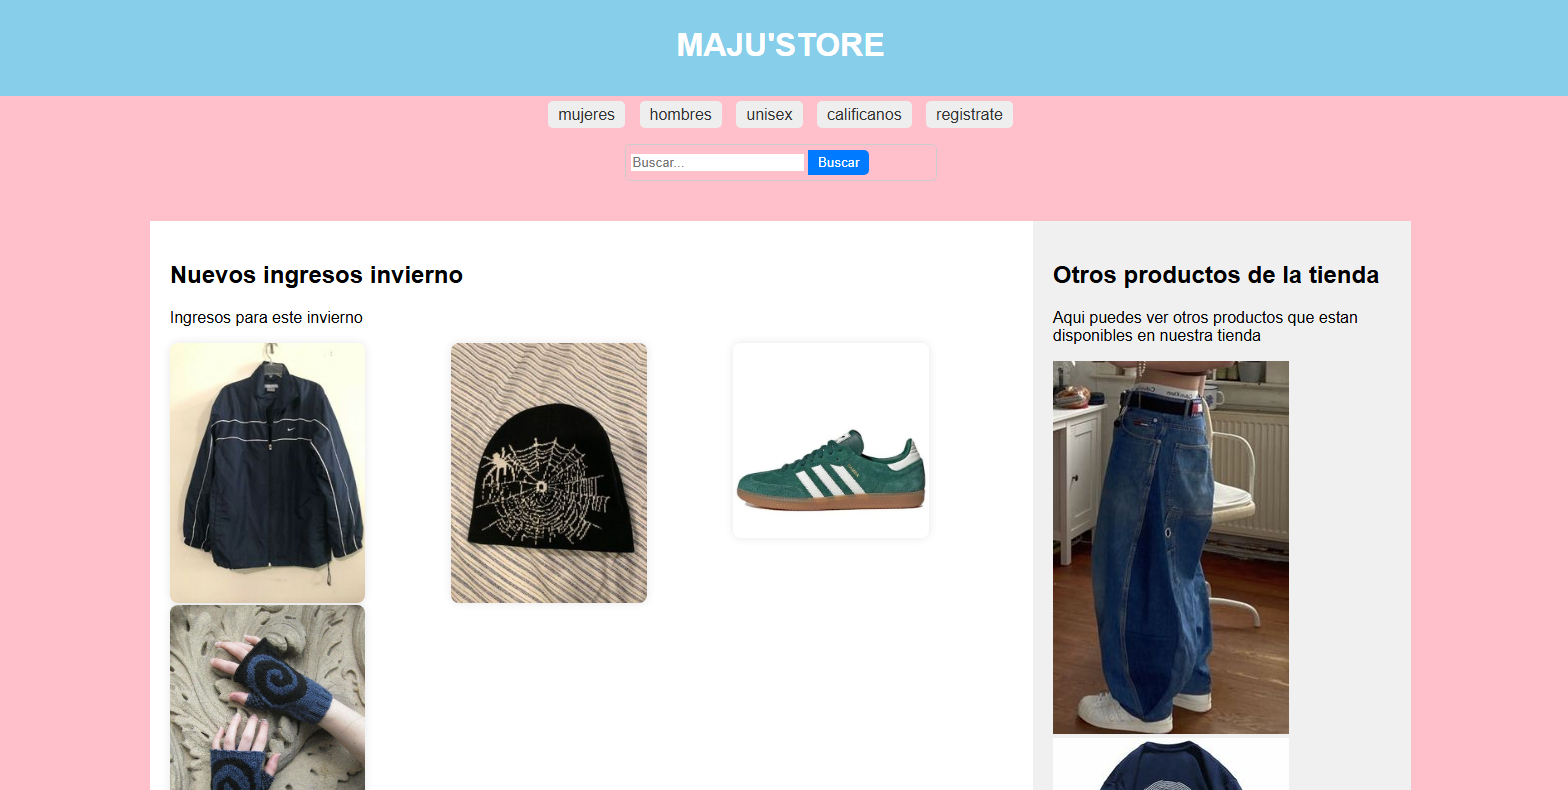 MAJU'STORE
mujeres hombres unisex calificanos registrate
Buscar... Buscar
Nuevos ingresos invierno
Ingresos para este invierno
Otros productos de la tienda
Aqui puedes ver otros productos que estan
disponibles en nuestra tienda